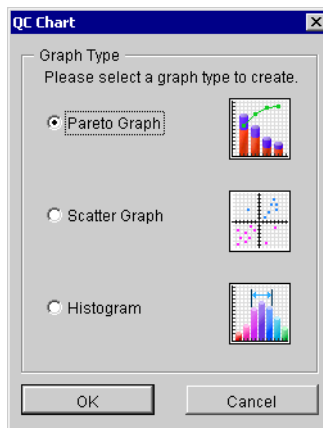 QC Chart
Graph Type
Please select a graph type to create.
Pareto Graph
Scatter Graph
Histogram
OK
Cancel